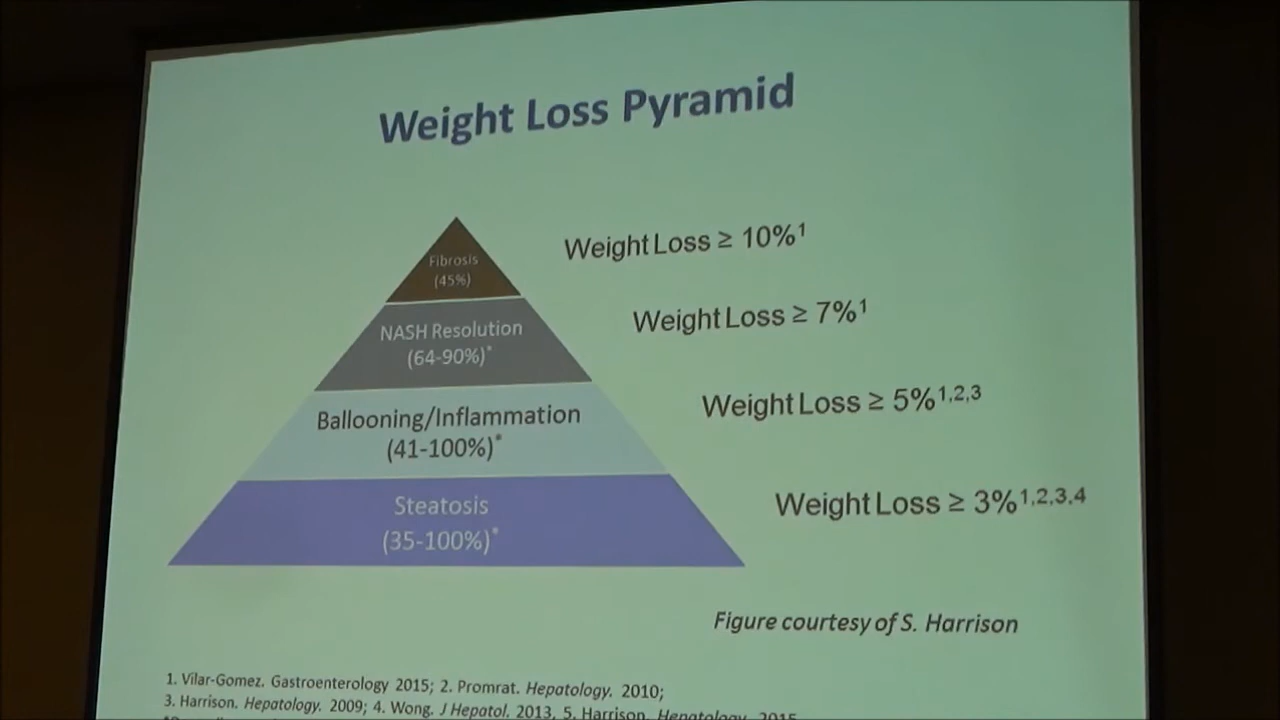 Weight Loss Pyramid
Fibrosis
(45%)
Weight Loss ≥ 10%¹
NASH Resolution
(64-90%)*
Weight Loss ≥ 7%¹
Ballooning/Inflammation
(41-100%)*
Weight Loss ≥ 5%¹,²,³
Steatosis
(35-100%)*
Weight Loss ≥ 3%¹,²,³,⁴
Figure courtesy of S. Harrison
1. Vilar-Gomez. Gastroenterology 2015; 2. Promrat. Hepatology. 2010;
3. Harrison. Hepatology. 2009; 4. Wong. J Hepatol. 2013, 5. Harrison. Hepatology 2015